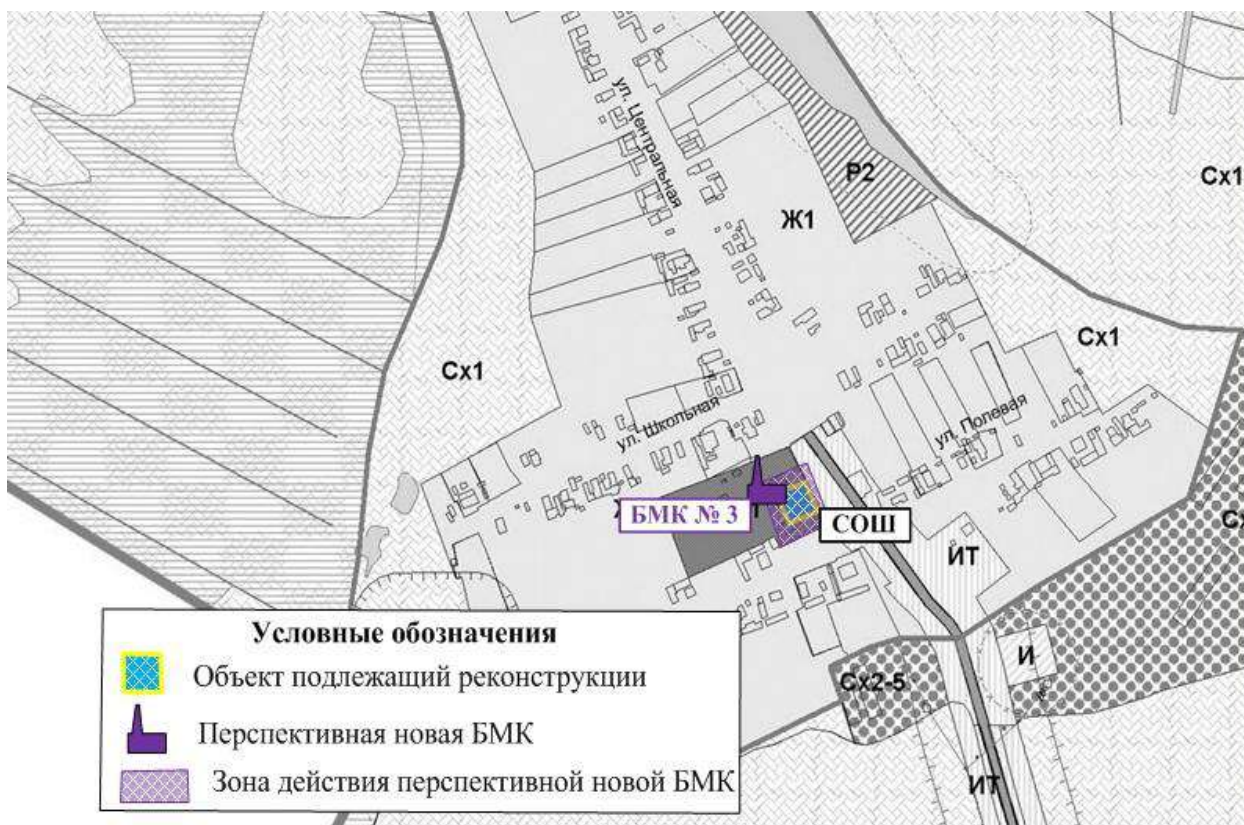 ул. Центральная
Р2
Сх1
Ж1
Сх1
Сх1
ул. Школьная
ул. Полевая
БМК № 3
СОШ
ИТ
И
Сх2-5
ИТ
Условные обозначения
Объект подлежащий реконструкции
Перспективная новая БМК
Зона действия перспективной новой БМК